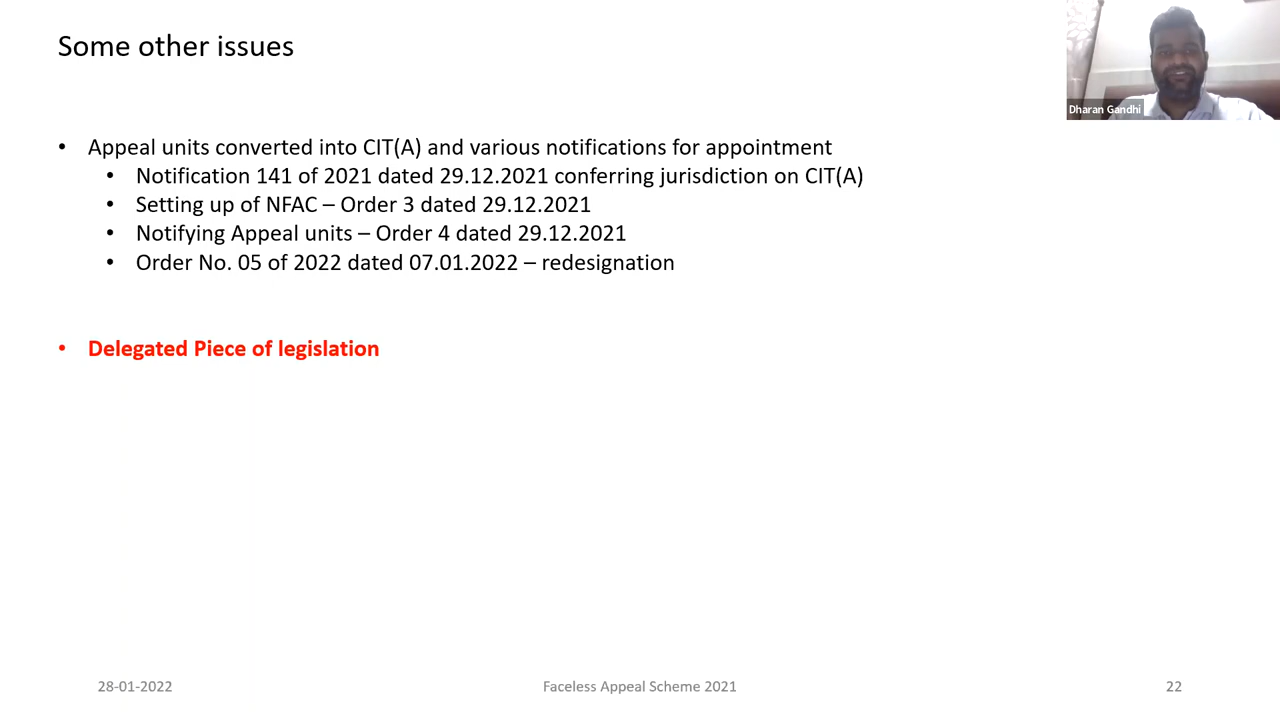 Some other issues
Dharan Gandhi
• Appeal units converted into CIT(A) and various notifications for appointment
• Notification 141 of 2021 dated 29.12.2021 conferring jurisdiction on CIT(A)
• Setting up of NFAC – Order 3 dated 29.12.2021
• Notifying Appeal units – Order 4 dated 29.12.2021
• Order No. 05 of 2022 dated 07.01.2022 – redesignation
• Delegated Piece of legislation
28-01-2022
Faceless Appeal Scheme 2021
22